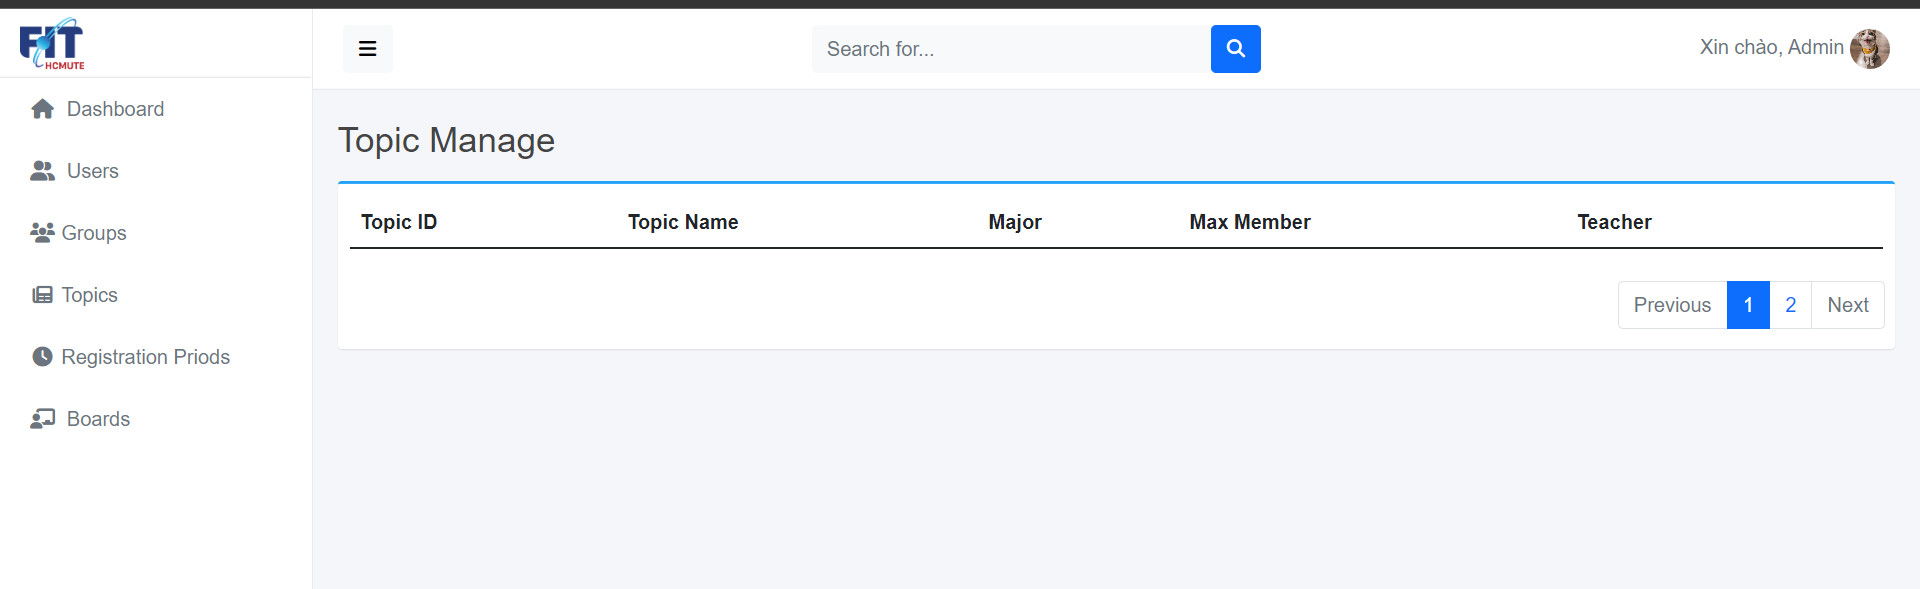 FIT
HCMUTE
Search for...
Xin chào, Admin
Dashboard
Users
Groups
Topics
Registration Priods
Boards
Topic Manage
Topic ID Topic Name Major Max Member Teacher
Previous 1 2 Next